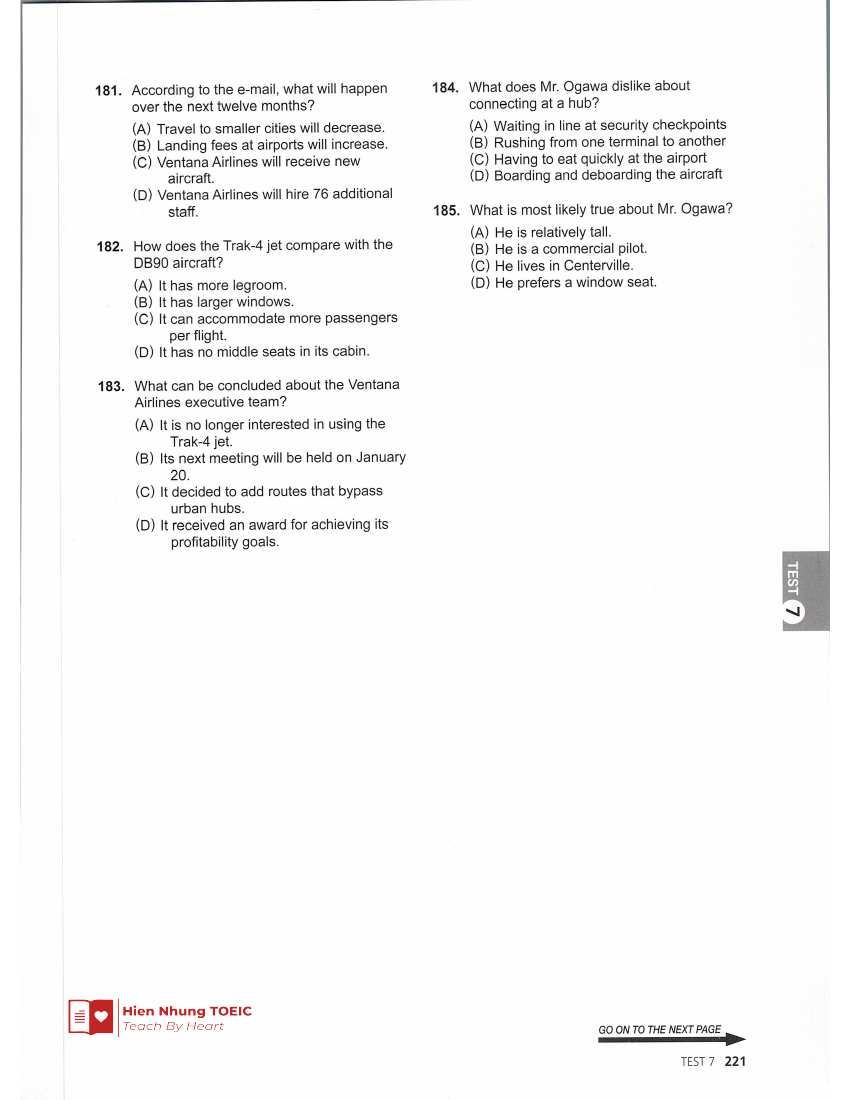 181. According to the e-mail, what will happen
over the next twelve months?
(A) Travel to smaller cities will decrease.
(B) Landing fees at airports will increase.
(C) Ventana Airlines will receive new
aircraft.
(D) Ventana Airlines will hire 76 additional
staff.
182. How does the Trak-4 jet compare with the
DB90 aircraft?
(A) It has more legroom.
(B) It has larger windows.
(C) It can accommodate more passengers
per flight.
(D) It has no middle seats in its cabin.
183. What can be concluded about the Ventana
Airlines executive team?
(A) It is no longer interested in using the
Trak-4 jet.
(B) Its next meeting will be held on January
20.
(C) It decided to add routes that bypass
urban hubs.
(D) It received an award for achieving its
profitability goals.
184. What does Mr. Ogawa dislike about
connecting at a hub?
(A) Waiting in line at security checkpoints
(B) Rushing from one terminal to another
(C) Having to eat quickly at the airport
(D) Boarding and deboarding the aircraft
185. What is most likely true about Mr. Ogawa?
(A) He is relatively tall.
(B) He is a commercial pilot.
(C) He lives in Centerville.
(D) He prefers a window seat.
TEST 7
Hien Nhung TOEIC
Teach By Heart
GO ON TO THE NEXT PAGE
TEST 7 221